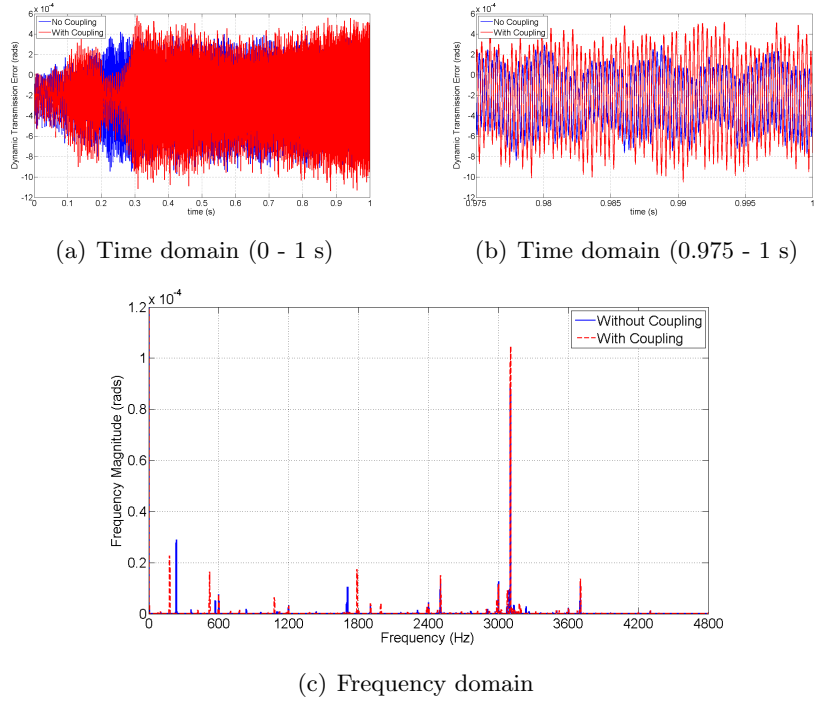 x 10⁻⁴
6
4
2
0
-2
-4
-6
-8
-10
-12
No Coupling
With Coupling
Dynamic Transmission Error (rads)
0 0.1 0.2 0.3 0.4 0.5 0.6 0.7 0.8 0.9 1
time (s)
(a) Time domain (0 - 1 s)
x 10⁻⁴
6
4
2
0
-2
-4
-6
-8
-10
-12
No Coupling
With Coupling
Dynamic Transmission Error (rads)
0.975 0.98 0.985 0.99 0.995 1
time (s)
(b) Time domain (0.975 - 1 s)
x 10⁻⁴
1.2
1
0.8
0.6
0.4
0.2
0
Without Coupling
With Coupling
Frequency Magnitude (rads)
0 600 1200 1800 2400 3000 3600 4200 4800
Frequency (Hz)
(c) Frequency domain